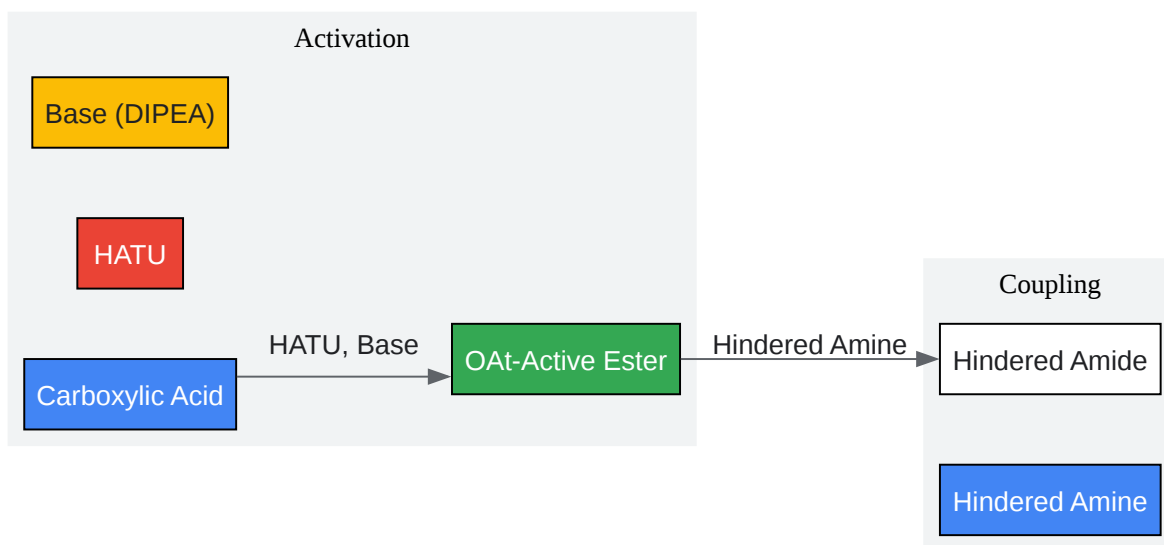 Activation
Base (DIPEA)
HATU
Carboxylic Acid
HATU, Base
OAt-Active Ester
Hindered Amine
Coupling
Hindered Amide
Hindered Amine